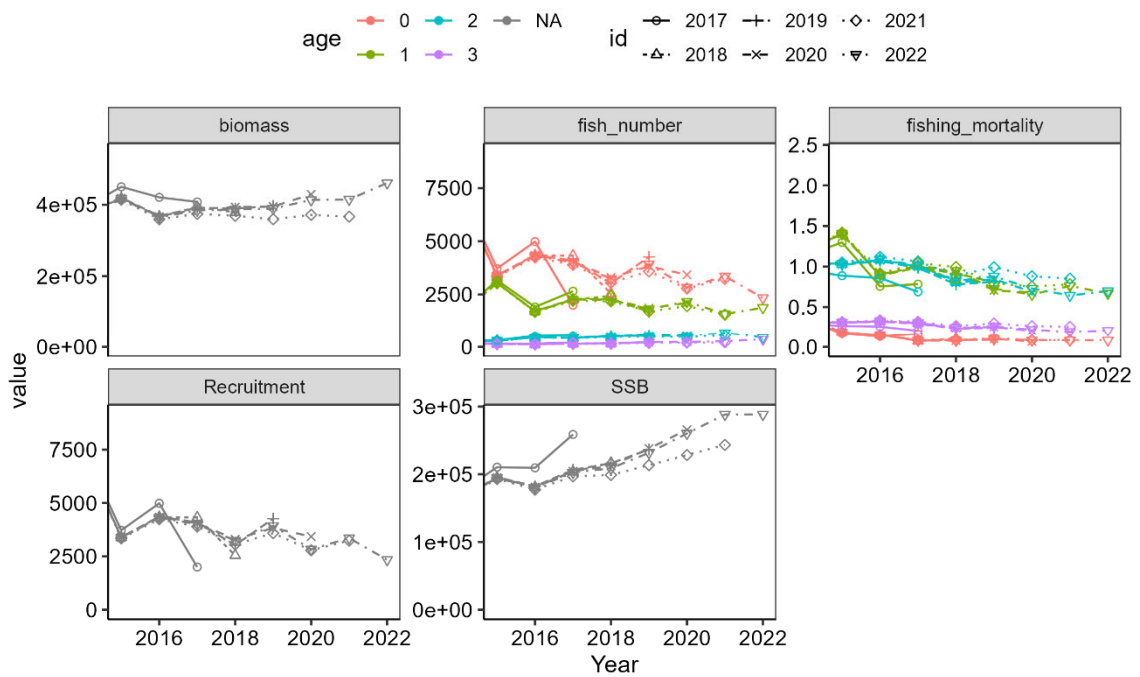 age 0 2 NA id 2017 2019 2021
1 3 2018 2020 2022
biomass
4e+05
2e+05
0e+00
fish_number
7500
5000
2500
0
fishing_mortality
2.5
2.0
1.5
1.0
0.5
0.0
2016 2018 2020 2022
value
Recruitment
7500
5000
2500
0
2016 2018 2020 2022
SSB
3e+05
2e+05
1e+05
0e+00
2016 2018 2020 2022
Year